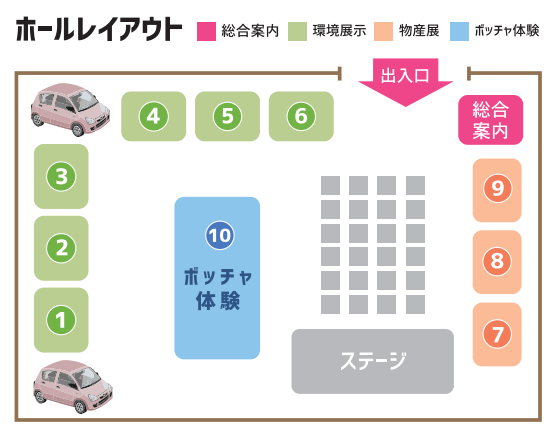 ホールレイアウト 総合案内 環境展示 物産展 ボッチャ体験
出入口
総合
案内
4 5 6
3
9
2
10
8
ボッチャ
体験
1
7
ステージ